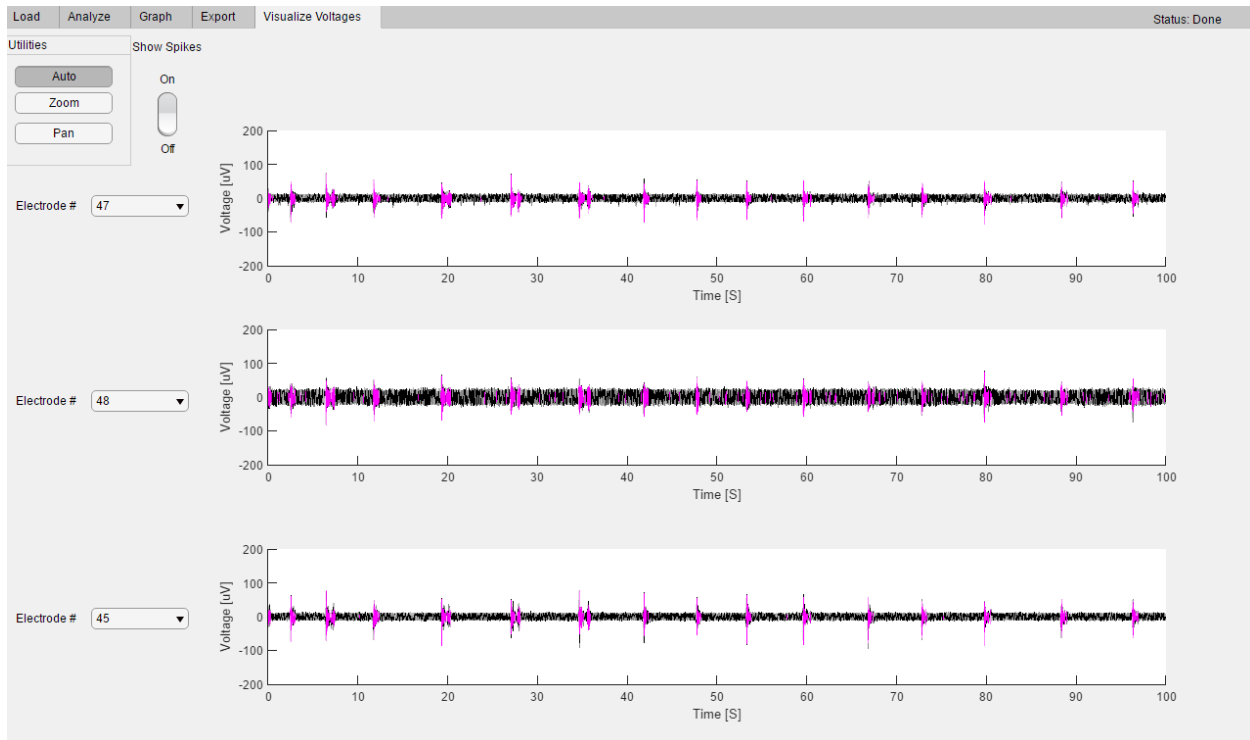 Load Analyze Graph Export Visualize Voltages Status: Done
Utilities Show Spikes
Auto On
Zoom
Pan
Off
Electrode # 47
Voltage [uV]
200
100
0
-100
-200
0 10 20 30 40 50 60 70 80 90 100
Time [S]
Electrode # 48
Voltage [uV]
200
100
0
-100
-200
0 10 20 30 40 50 60 70 80 90 100
Time [S]
Electrode # 45
Voltage [uV]
200
100
0
-100
-200
0 10 20 30 40 50 60 70 80 90 100
Time [S]